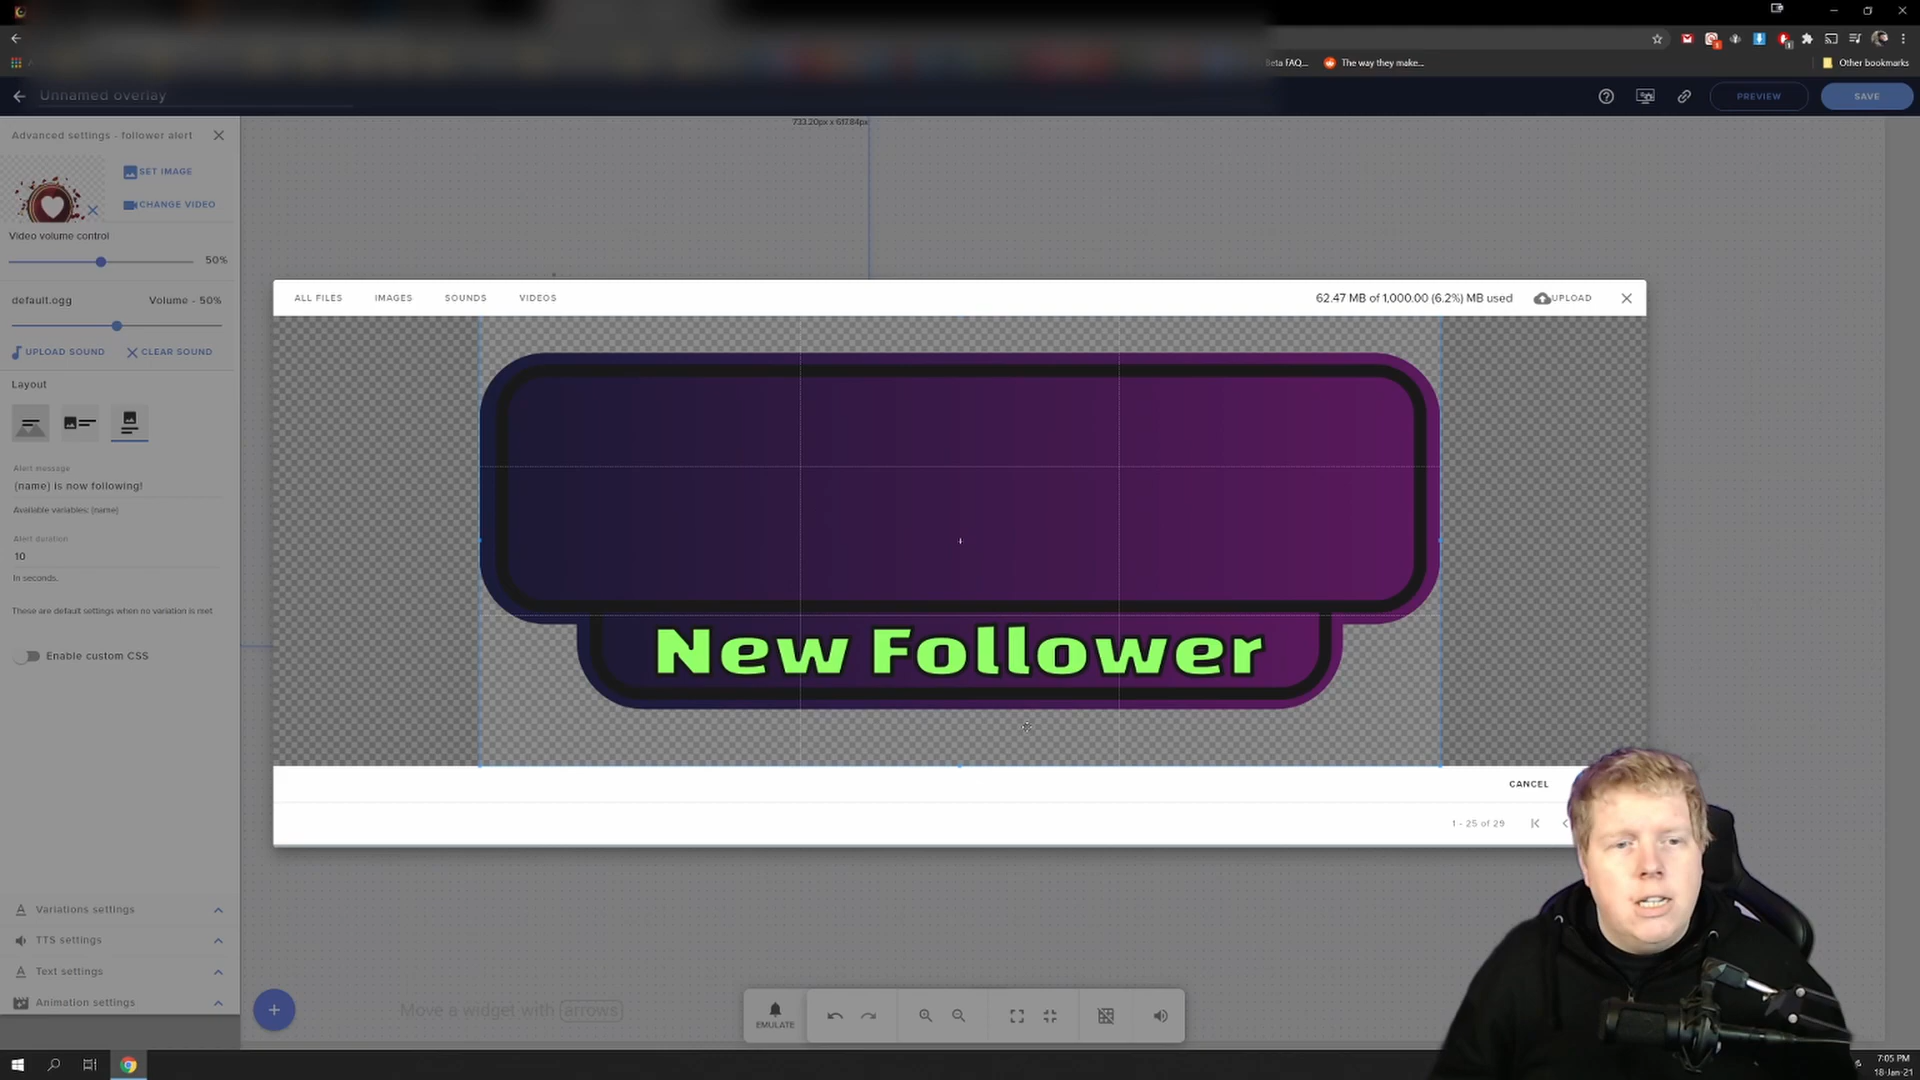 Beta FAQ...
The way they make...
Other bookmarks
Unnamed overlay
PREVIEW
SAVE
Advanced settings - follower alert
733.20px x 617.84px
SET IMAGE
CHANGE VIDEO
Video volume control
50%
default.ogg
Volume - 50%
UPLOAD SOUND
CLEAR SOUND
Layout
Alert message
{name} is now following!
Available variables: {name}
Alert duration
10
In seconds.
These are default settings when no variation is met
Enable custom CSS
Variations settings
TTS settings
Text settings
Animation settings
ALL FILES
IMAGES
SOUNDS
VIDEOS
62.47 MB of 1,000.00 (6.2%) MB used
UPLOAD
New Follower
CANCEL
1 - 25 of 29
Move a widget with arrows
EMULATE
7:05 PM
18-Jan-21